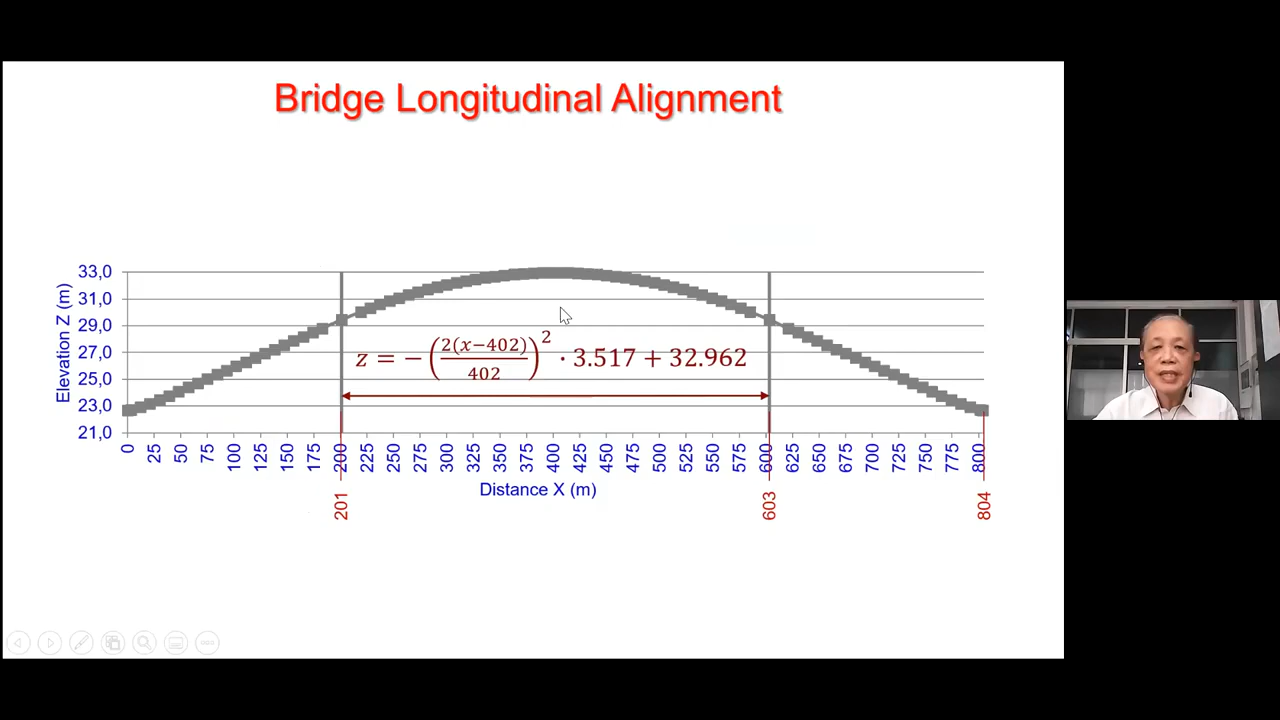 Bridge Longitudinal Alignment
Elevation Z (m)
33,0
31,0
29,0
27,0
25,0
23,0
21,0
z = −(2(x−402)/402)² · 3.517 + 32.962
0 25 50 75 100 125 150 175 200 225 250 275 300 325 350 375 400 425 450 475 500 525 550 575 600 625 650 675 700 725 750 775 800
Distance X (m)
201 603 804